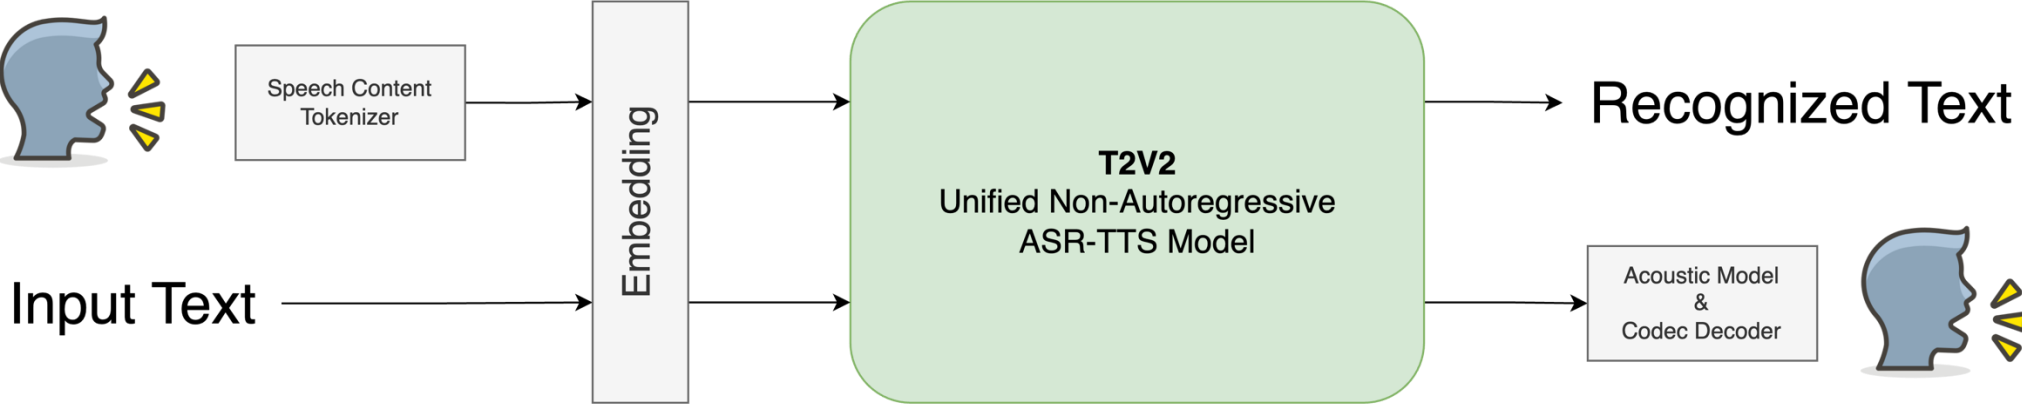 Speech Content
Tokenizer
Input Text
Embedding
T2V2
Unified Non-Autoregressive
ASR-TTS Model
Recognized Text
Acoustic Model
&
Codec Decoder